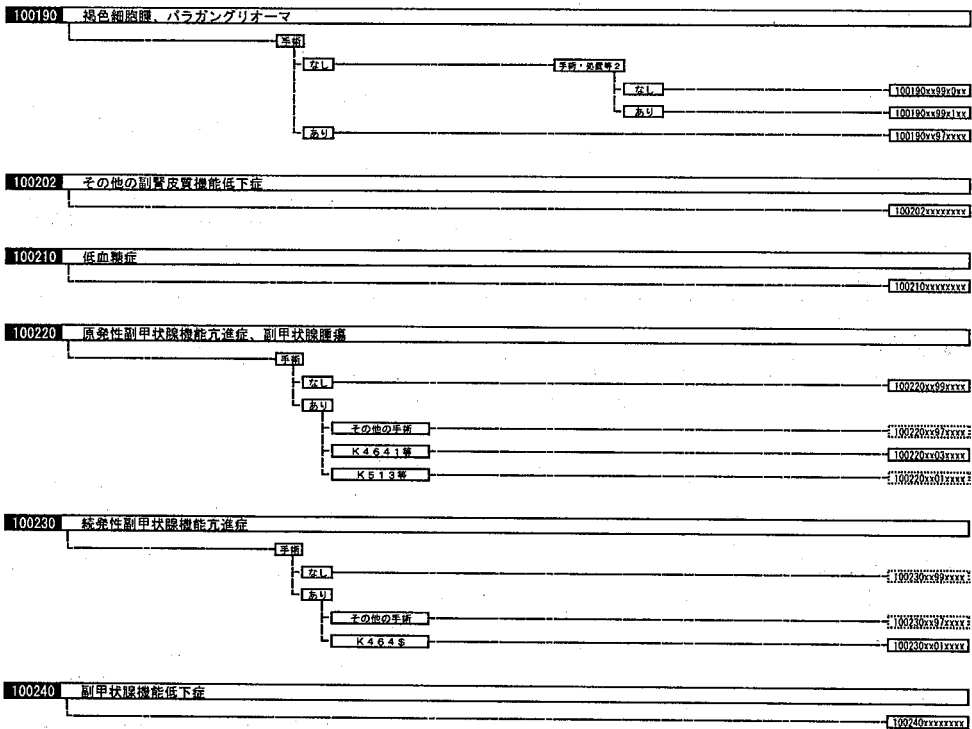 100190 褐色細胞腫、パラガングリオーマ
手術
なし 手術・処置等2
なし 100190xx99x0xx
あり 100190xx99x1xx
あり 100190xx97xxxx
100202 その他の副腎皮質機能低下症
100202xxxxxxxx
100210 低血糖症
100210xxxxxxxx
100220 原発性副甲状腺機能亢進症、副甲状腺腫瘍
手術
なし 100220xx99xxxx
あり
その他の手術 100220xx97xxxx
K4641等 100220xx03xxxx
K513等 100220xx01xxxx
100230 続発性副甲状腺機能亢進症
手術
なし 100230xx99xxxx
あり
その他の手術 100230xx97xxxx
K464$ 100230xx01xxxx
100240 副甲状腺機能低下症
100240xxxxxxxx